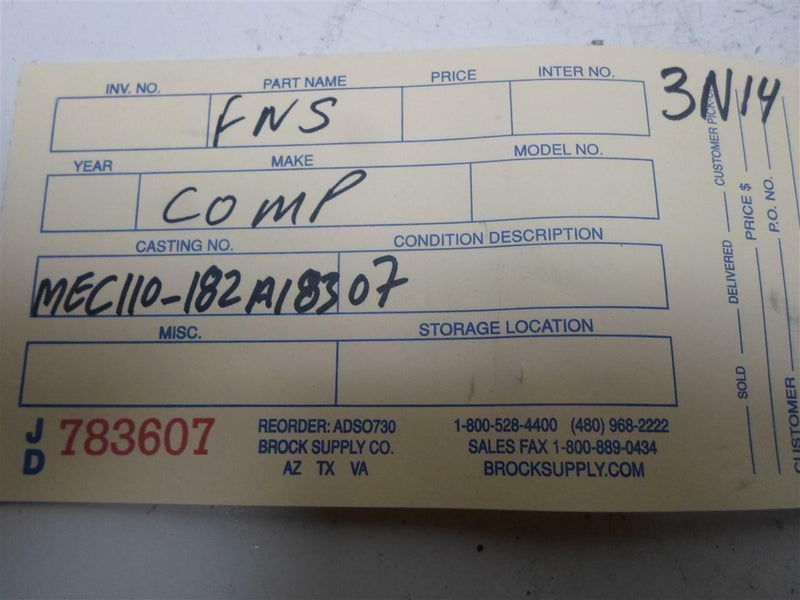 INV. NO. PART NAME PRICE INTER NO.
FNS
3N14
YEAR MAKE MODEL NO.
COMP
CASTING NO. CONDITION DESCRIPTION
MEC110-182A18307
MISC. STORAGE LOCATION
JD 783607
REORDER: ADSO730
BROCK SUPPLY CO.
AZ TX VA
1-800-528-4400 (480) 968-2222
SALES FAX 1-800-889-0434
BROCKSUPPLY.COM
SOLD DELIVERED CUSTOMER PICK-UP
PRICE $
P.O. NO.
CUSTOMER